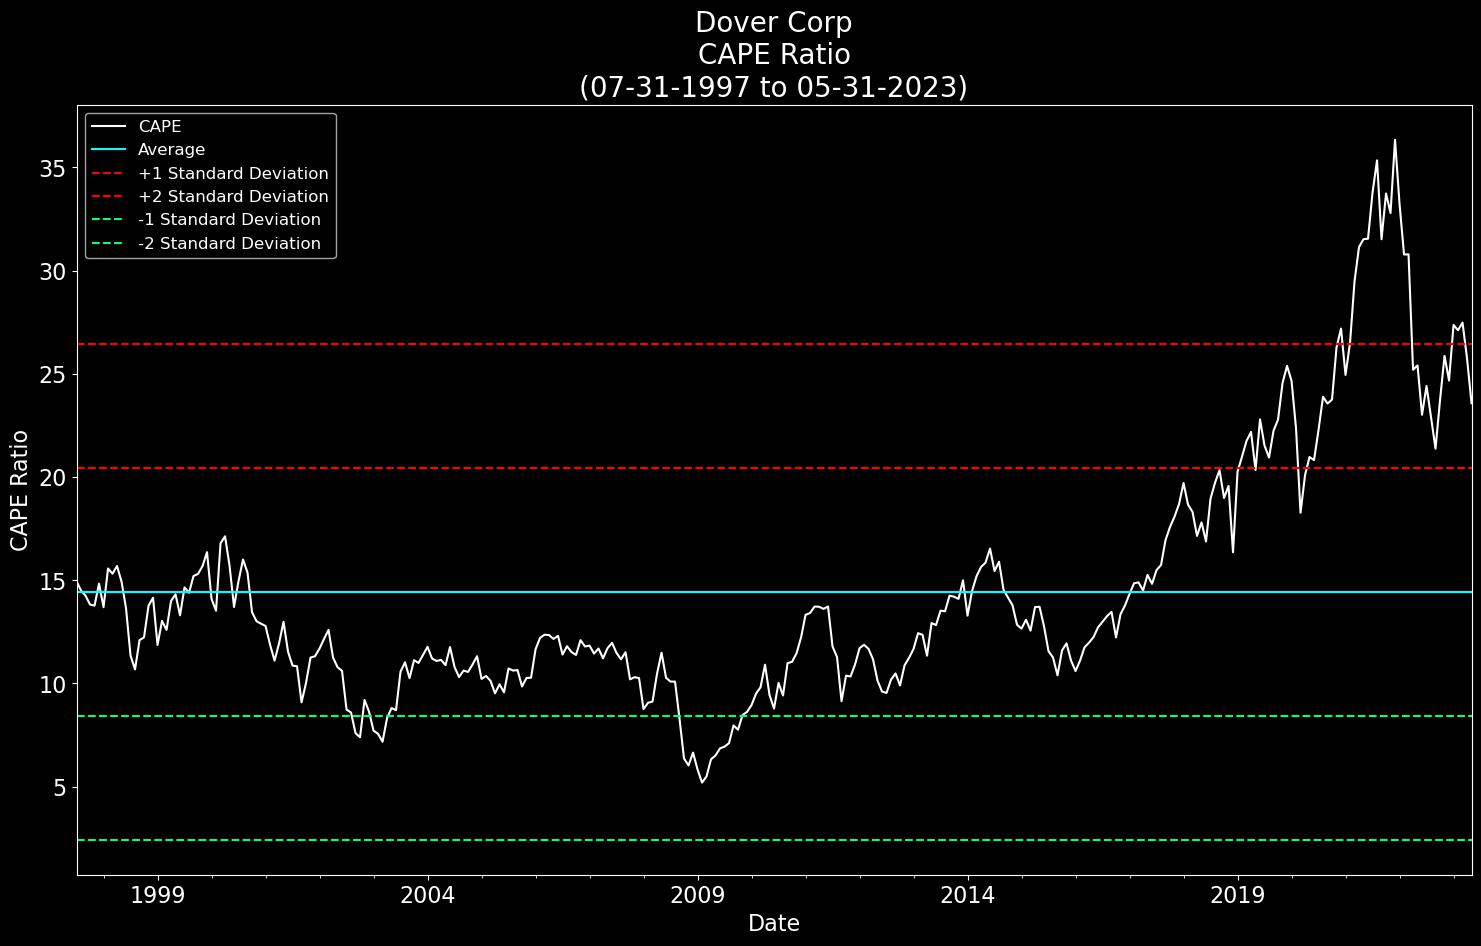 Dover Corp
CAPE Ratio
(07-31-1997 to 05-31-2023)
CAPE
Average
+1 Standard Deviation
+2 Standard Deviation
-1 Standard Deviation
-2 Standard Deviation
35
30
25
20
15
10
5
CAPE Ratio
1999 2004 2009 2014 2019
Date